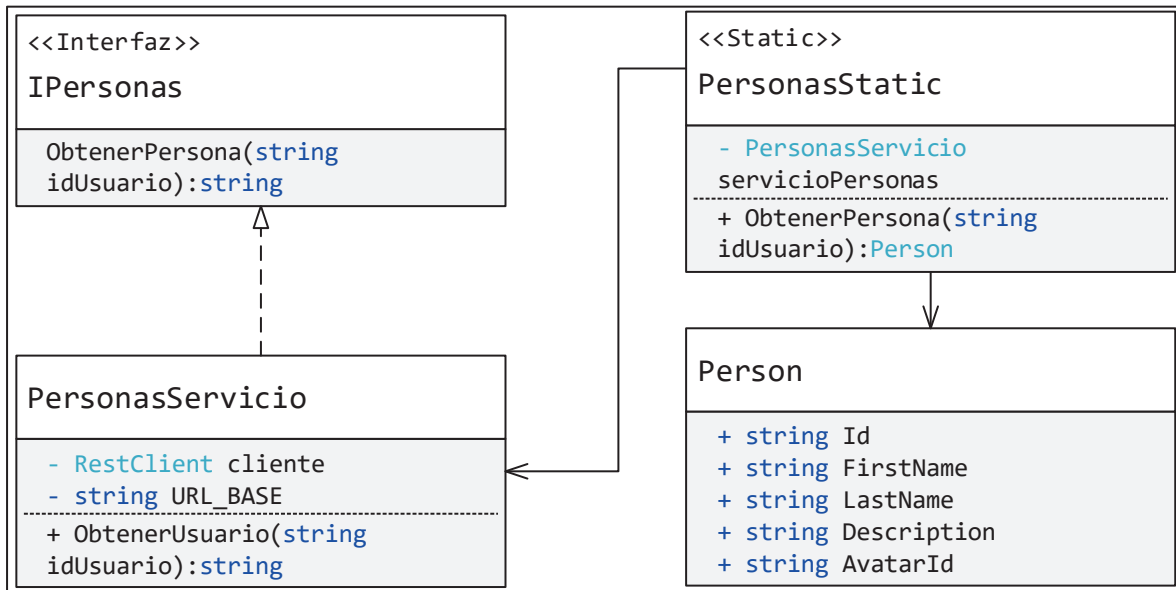 <<Interfaz>>
IPersonas
ObtenerPersona(string
idUsuario):string
<<Static>>
PersonasStatic
- PersonasServicio
servicioPersonas
+ ObtenerPersona(string
idUsuario):Person
PersonasServicio
- RestClient cliente
- string URL_BASE
+ ObtenerUsuario(string
idUsuario):string
Person
+ string Id
+ string FirstName
+ string LastName
+ string Description
+ string AvatarId